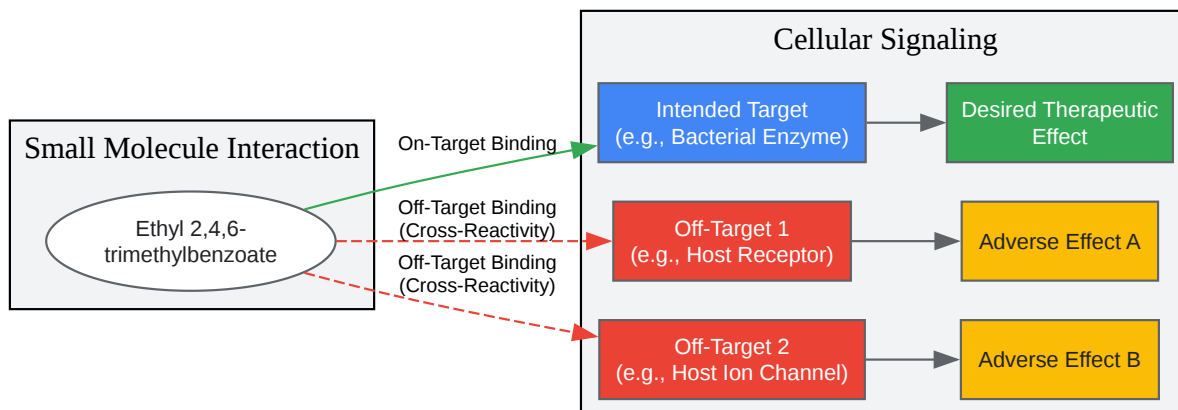 Small Molecule Interaction
Ethyl 2,4,6-
trimethylbenzoate
On-Target Binding
Off-Target Binding
(Cross-Reactivity)
Off-Target Binding
(Cross-Reactivity)
Cellular Signaling
Intended Target
(e.g., Bacterial Enzyme)
Desired Therapeutic
Effect
Off-Target 1
(e.g., Host Receptor)
Adverse Effect A
Off-Target 2
(e.g., Host Ion Channel)
Adverse Effect B